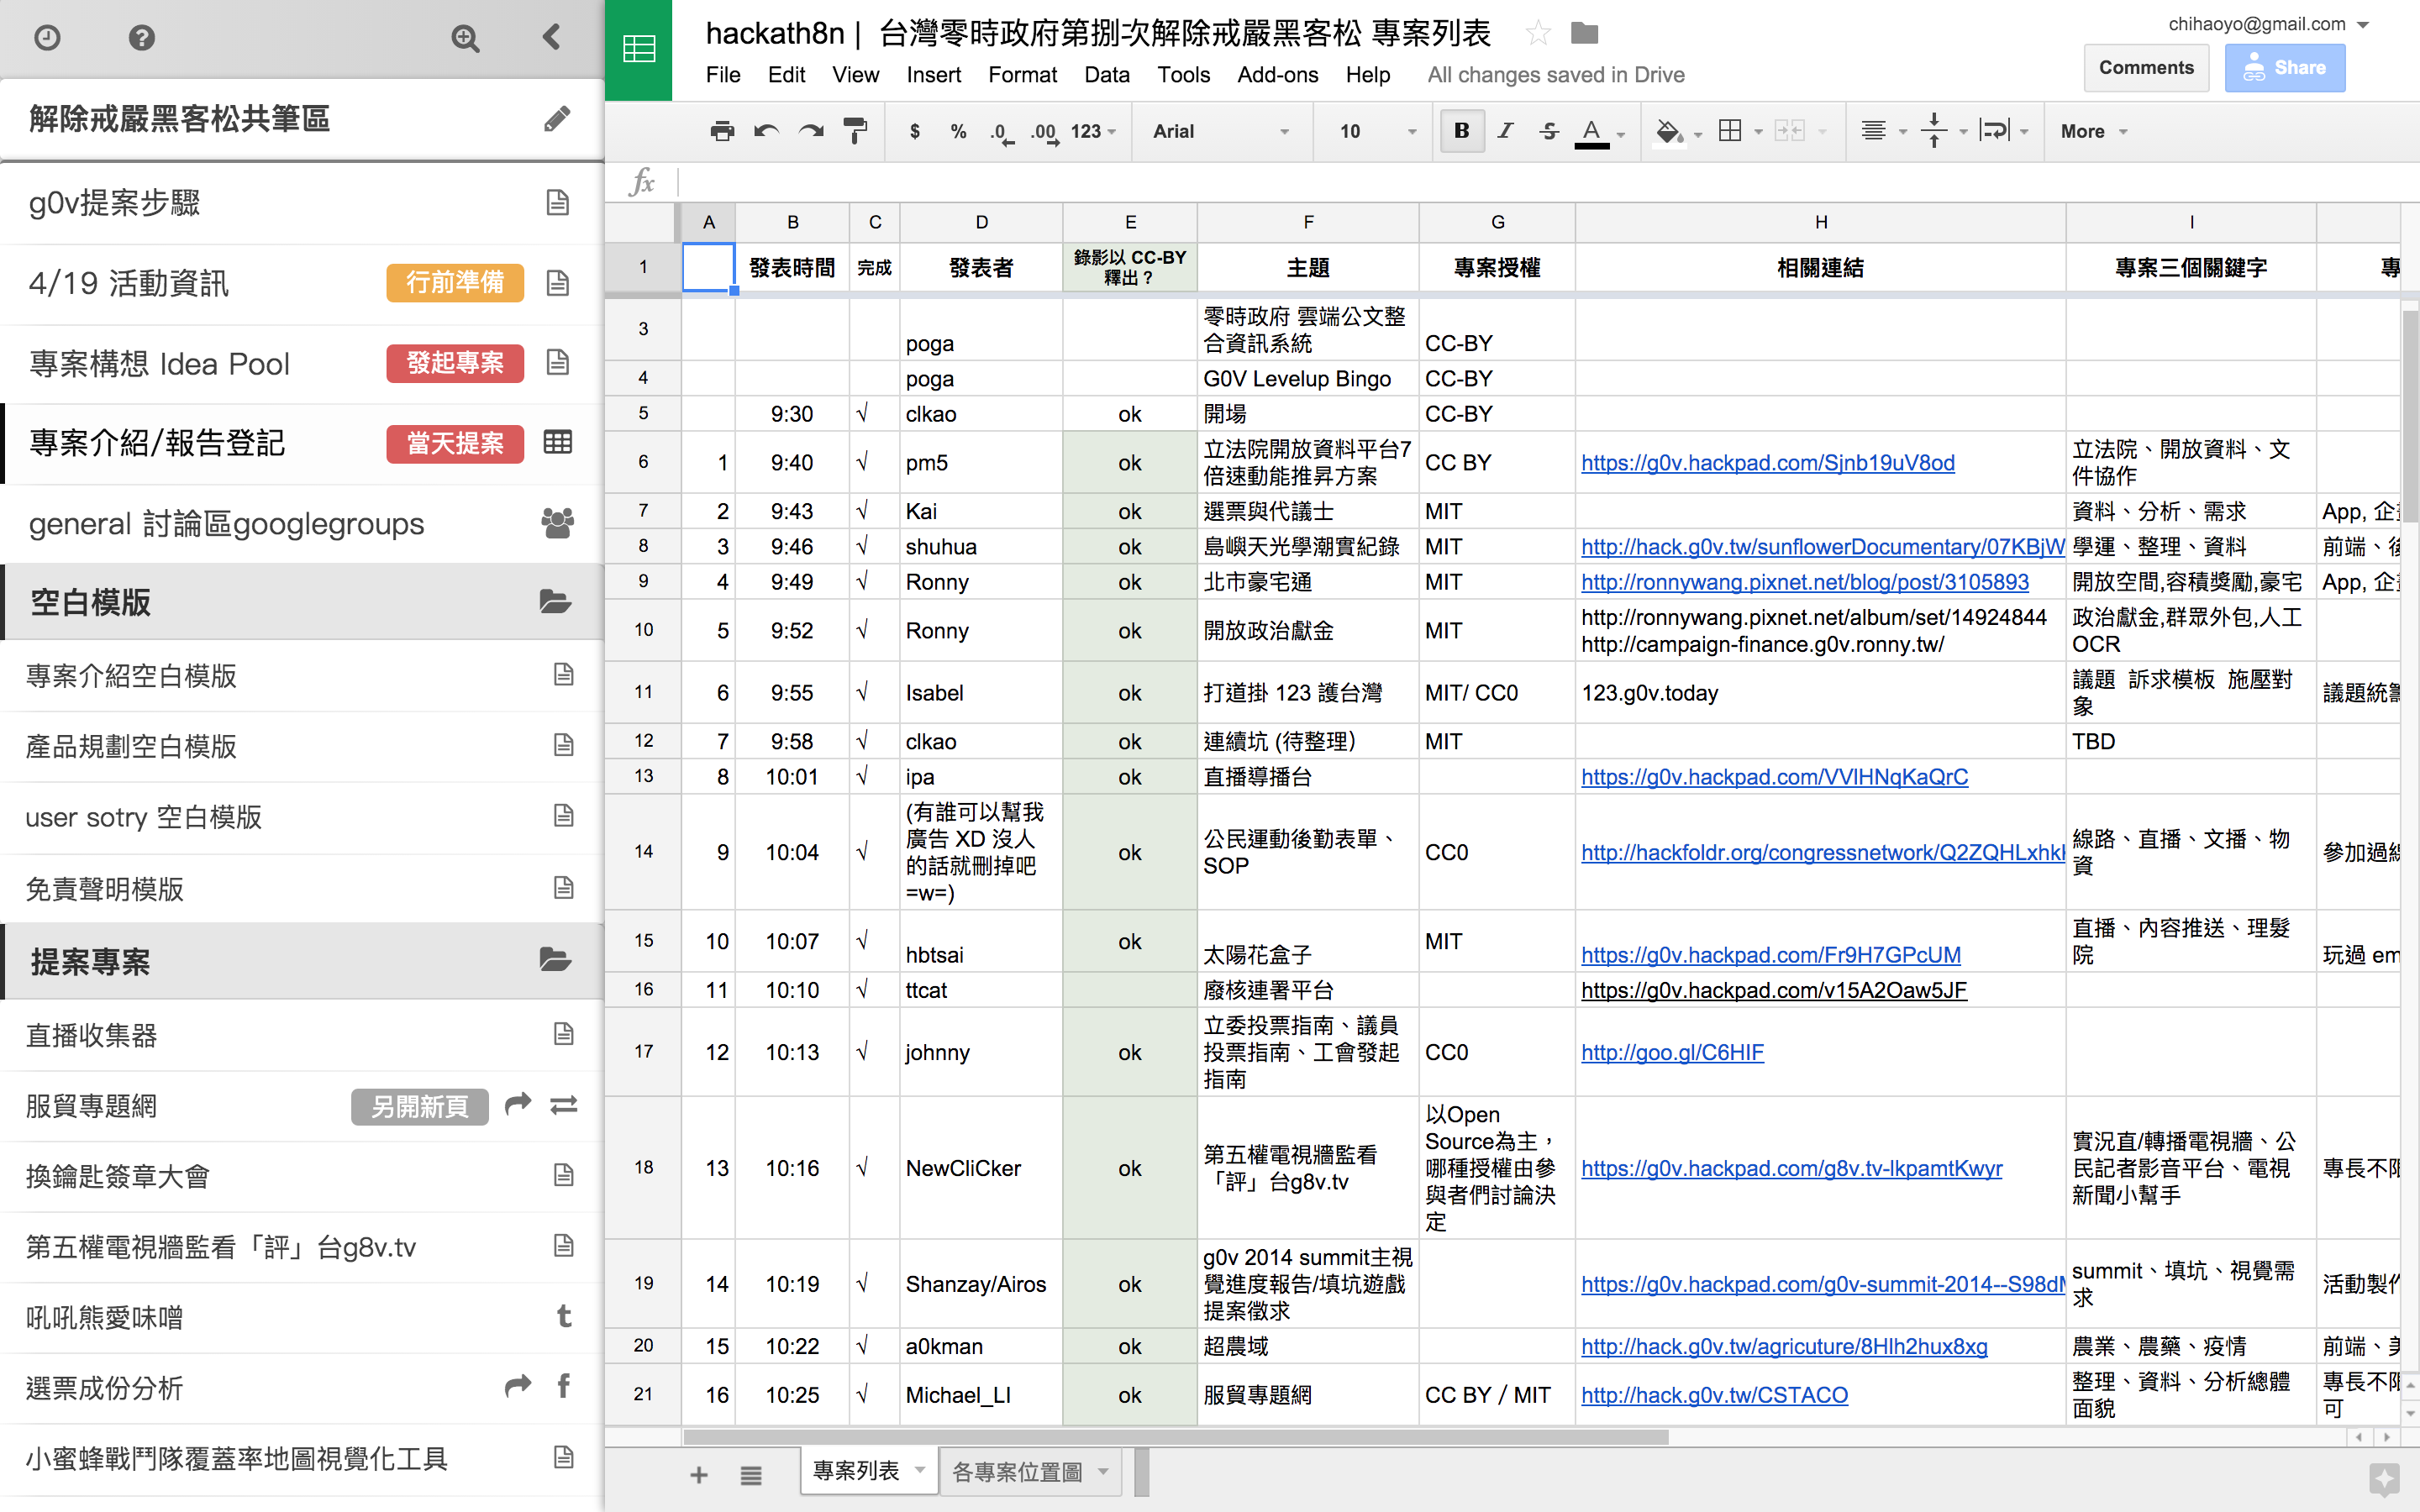 解除戒嚴黑客松共筆區
g0v提案步驟
4/19 活動資訊 行前準備
專案構想 Idea Pool 發起專案
專案介紹/報告登記 當天提案
general 討論區googlegroups
空白模版
專案介紹空白模版
產品規劃空白模版
user sotry 空白模版
免責聲明模版
提案專案
直播收集器
服貿專題網 另開新頁
換鑰匙簽章大會
第五權電視牆監看「評」台g8v.tv
吼吼熊愛味噌
選票成份分析
小蜜蜂戰鬥隊覆蓋率地圖視覺化工具
hackath8n | 台灣零時政府第捌次解除戒嚴黑客松 專案列表
chihaoyo@gmail.com
File Edit View Insert Format Data Tools Add-ons Help All changes saved in Drive
Comments Share
$ % .0 .00 123 Arial 10 B I S A More
fx
A B C D E F G H I
1 發表時間 完成 發表者 錄影以 CC-BY 釋出？ 主題 專案授權 相關連結 專案三個關鍵字 專
3 poga 零時政府 雲端公文整合資訊系統 CC-BY
4 poga G0V Levelup Bingo CC-BY
5 9:30 √ clkao ok 開場 CC-BY
6 1 9:40 √ pm5 ok 立法院開放資料平台7倍速動能推昇方案 CC BY https://g0v.hackpad.com/Sjnb19uV8od 立法院、開放資料、文件協作
7 2 9:43 √ Kai ok 選票與代議士 MIT 資料、分析、需求 App, 企
8 3 9:46 √ shuhua ok 島嶼天光學潮實紀錄 MIT http://hack.g0v.tw/sunflowerDocumentary/07KBjW 學運、整理、資料 前端、
9 4 9:49 √ Ronny ok 北市豪宅通 MIT http://ronnywang.pixnet.net/blog/post/3105893 開放空間,容積獎勵,豪宅 App, 企
10 5 9:52 √ Ronny ok 開放政治獻金 MIT http://ronnywang.pixnet.net/album/set/14924844 http://campaign-finance.g0v.ronny.tw/ 政治獻金,群眾外包,人工OCR
11 6 9:55 √ Isabel ok 打道掛 123 護台灣 MIT/ CC0 123.g0v.today 議題 訴求模板 施壓對象 議題統
12 7 9:58 √ clkao ok 連續坑 (待整理) MIT TBD
13 8 10:01 √ ipa ok 直播導播台 https://g0v.hackpad.com/VVIHNqKaQrC
14 9 10:04 √ (有誰可以幫我廣告 XD 沒人的話就刪掉吧 =w=) ok 公民運動後勤表單、SOP CC0 http://hackfoldr.org/congressnetwork/Q2ZQHLxhk 線路、直播、文播、物資 參加過
15 10 10:07 √ hbtsai ok 太陽花盒子 MIT https://g0v.hackpad.com/Fr9H7GPcUM 直播、內容推送、理髮院 玩過 em
16 11 10:10 √ ttcat 廢核連署平台 https://g0v.hackpad.com/v15A2Oaw5JF
17 12 10:13 √ johnny ok 立委投票指南、議員投票指南、工會發起指南 CC0 http://goo.gl/C6HIF
18 13 10:16 √ NewCliCker ok 第五權電視牆監看「評」台g8v.tv 以Open Source為主，哪種授權由參與者們討論決定 https://g0v.hackpad.com/g8v.tv-lkpamtKwyr 實況直/轉播電視牆、公民記者影音平台、電視新聞小幫手 專長不限
19 14 10:19 √ Shanzay/Airos ok g0v 2014 summit主視覺進度報告/填坑遊戲提案徵求 https://g0v.hackpad.com/g0v-summit-2014--S98d summit、填坑、視覺需求 活動製作
20 15 10:22 √ a0kman ok 超農域 http://hack.g0v.tw/agricuture/8Hlh2hux8xg 農業、農藥、疫情 前端、美
21 16 10:25 √ Michael_LI ok 服貿專題網 CC BY / MIT http://hack.g0v.tw/CSTACO 整理、資料、分析總體面貌 專長不限可
專案列表 各專案位置圖